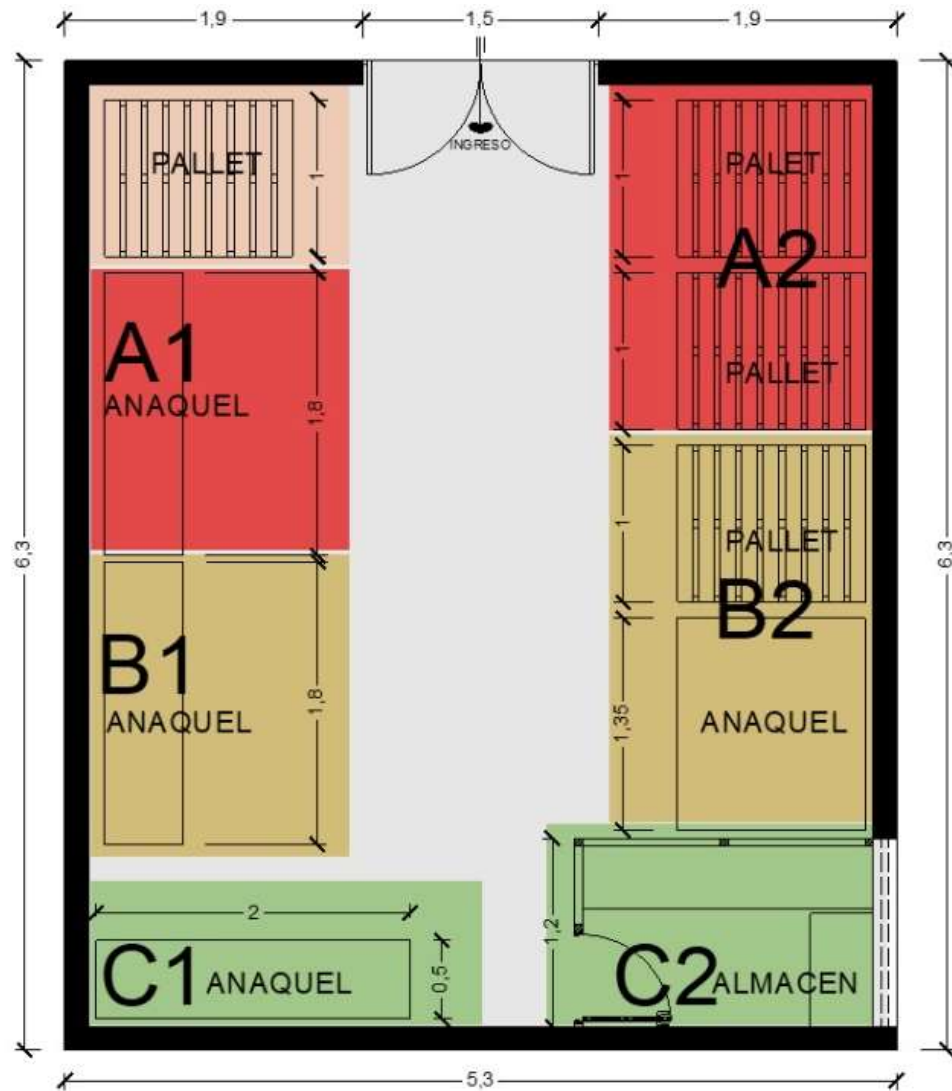 1,9
1,5
1,9
INGRESO
PALLET
1
1
PALLET
A2
1
PALLET
A1
ANAQUEL
1,8
1
PALLET
B2
6,3
6,3
B1
ANAQUEL
1,8
1,35
ANAQUEL
2
C1
ANAQUEL
0,5
1,2
C2
ALMACEN
5,3